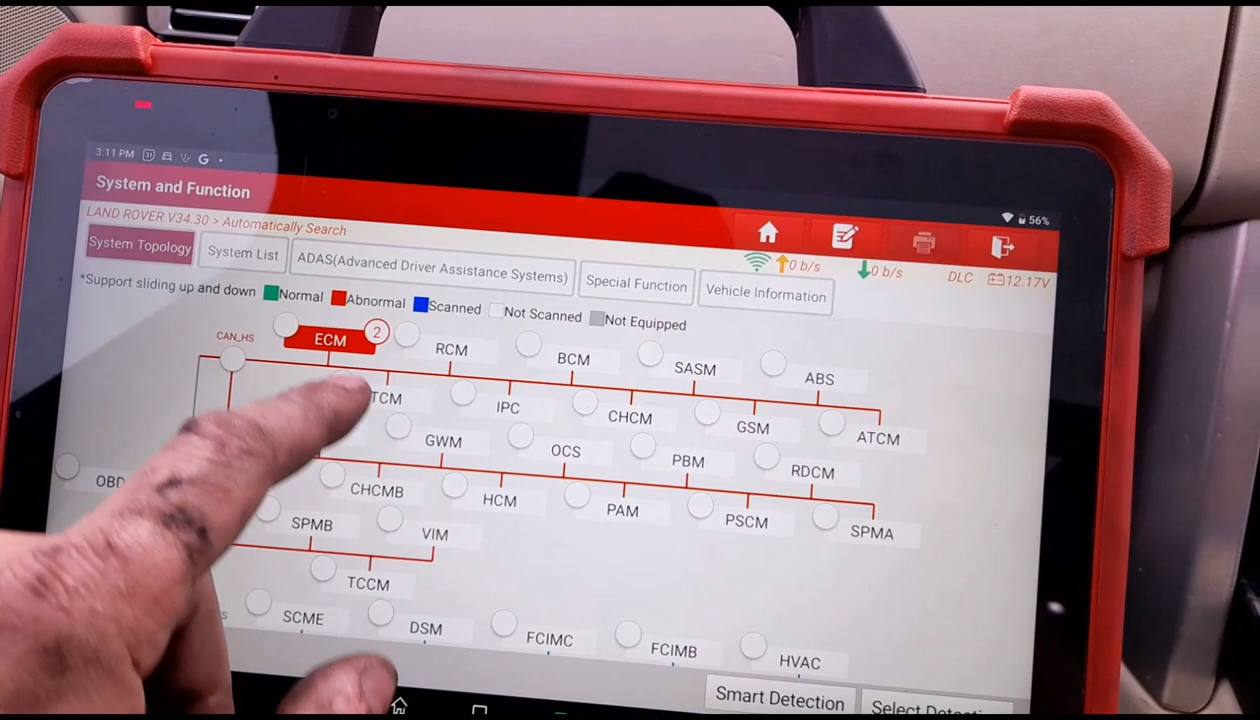 3:11 PM 31 G
56%
System and Function
LAND ROVER V34.30 > Automatically Search
0 b/s 0 b/s DLC 12.17V
System Topology System List ADAS(Advanced Driver Assistance Systems) Special Function Vehicle Information
*Support sliding up and down Normal Abnormal Scanned Not Scanned Not Equipped
CAN_HS ECM 2 RCM BCM SASM ABS
TCM IPC CHCM GSM ATCM
GWM OCS PBM RDCM
OBD CHCMB HCM PAM PSCM SPMA
SPMB VIM
TCCM
SCME DSM FCIMC FCIMB HVAC
Smart Detection Select